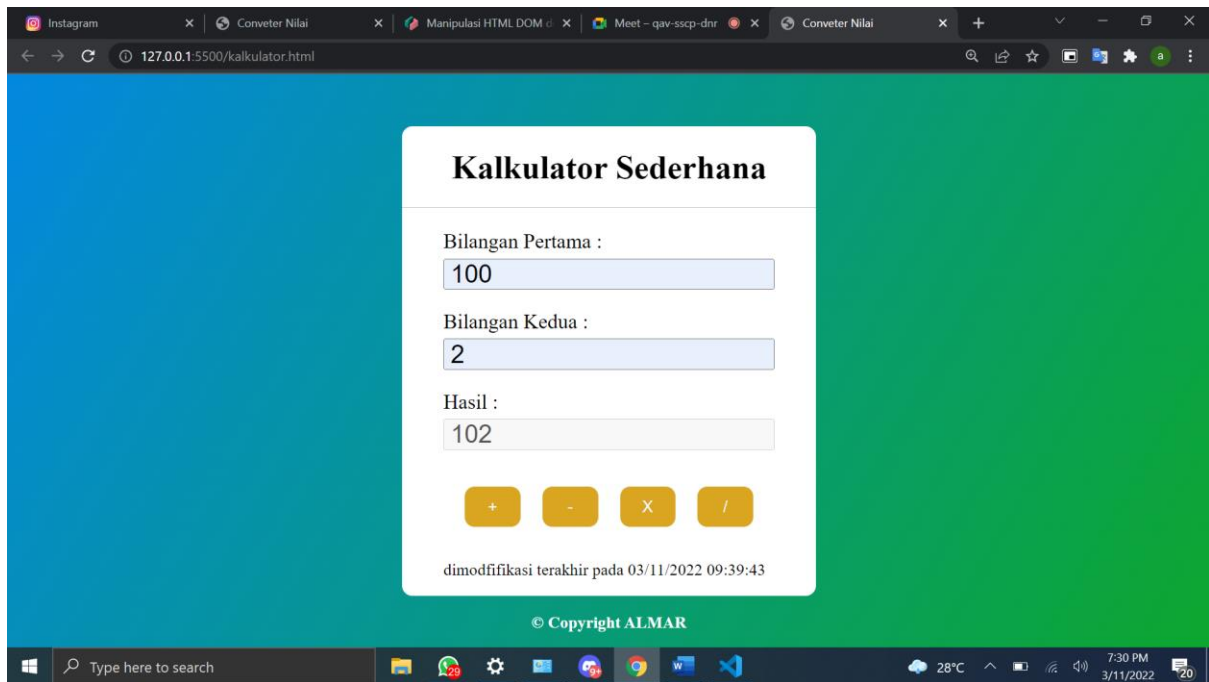 Instagram
Conveter Nilai
Manipulasi HTML DOM d
Meet – qav-sscp-dnr
Conveter Nilai
127.0.0.1:5500/kalkulator.html
a
Kalkulator Sederhana
Bilangan Pertama :
100
Bilangan Kedua :
2
Hasil :
102
+ - X /
dimodfifikasi terakhir pada 03/11/2022 09:39:43
© Copyright ALMAR
Type here to search
29
9+
28°C
7:30 PM
3/11/2022
20